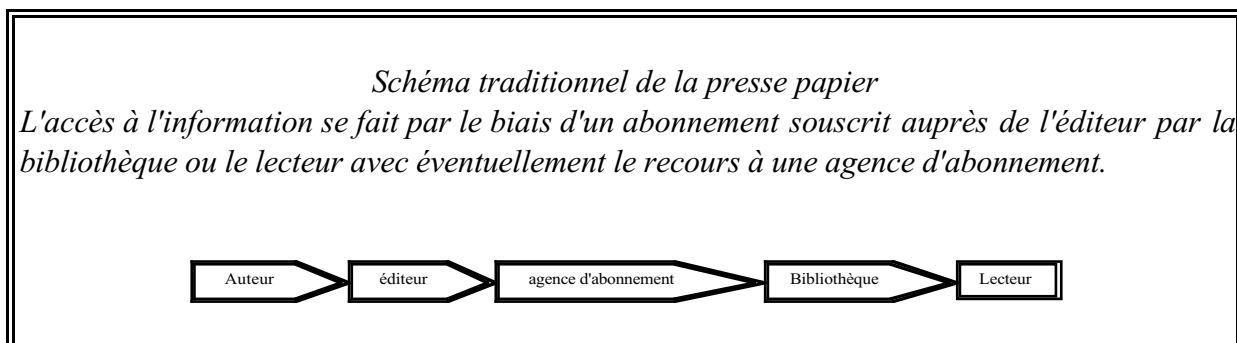 Schéma traditionnel de la presse papier
L'accès à l'information se fait par le biais d'un abonnement souscrit auprès de l'éditeur par la
bibliothèque ou le lecteur avec éventuellement le recours à une agence d'abonnement.
Auteur éditeur agence d'abonnement Bibliothèque Lecteur